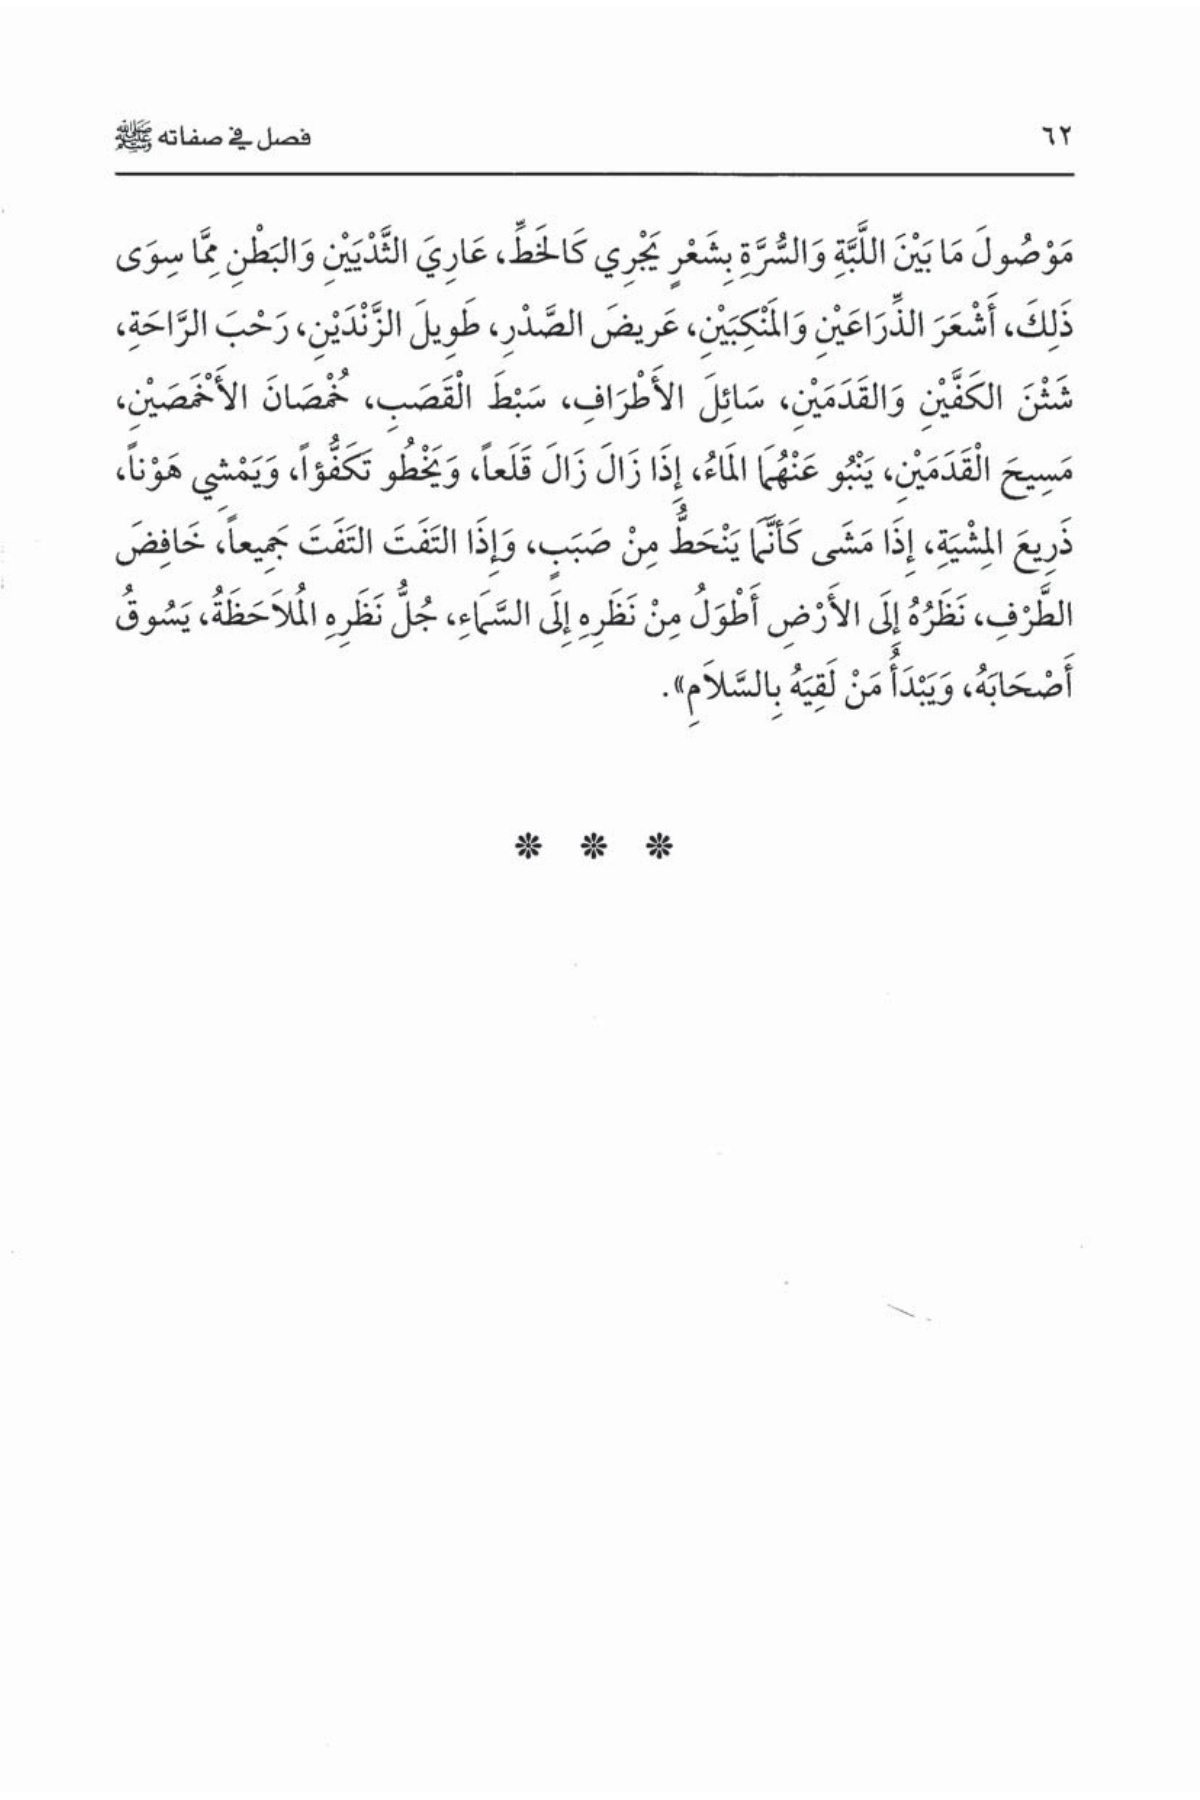 ٦٢
فصل في صفاته ﷺ
مَوْصُولَ مَا بَيْنَ اللَّبَّةِ وَالسُّرَّةِ بِشَعْرٍ يَجْرِي كَالخَطِّ، عَارِيَ الثَّدْيَيْنِ وَالبَطْنِ مِمَّا سِوَى
ذَلِكَ، أَشْعَرَ الذِّرَاعَيْنِ وَالمَنْكِبَيْنِ، عَرِيضَ الصَّدْرِ، طَوِيلَ الزَّنْدَيْنِ، رَحْبَ الرَّاحَةِ،
شَثْنَ الكَفَّيْنِ وَالقَدَمَيْنِ، سَائِلَ الأَطْرَافِ، سَبْطَ الْقَصَبِ، خُمْصَانَ الأَخْمَصَيْنِ،
مَسِيحَ الْقَدَمَيْنِ، يَنْبُو عَنْهُمَا المَاءُ، إِذَا زَالَ زَالَ قَلَعاً، وَيَخْطُو تَكَفُّؤاً، وَيَمْشِي هَوْناً،
ذَرِيعَ المِشْيَةِ، إِذَا مَشَى كَأَنَّمَا يَنْحَطُّ مِنْ صَبَبٍ، وَإِذَا التَفَتَ التَفَتَ جَمِيعاً، خَافِضَ
الطَّرْفِ، نَظَرُهُ إِلَى الأَرْضِ أَطْوَلُ مِنْ نَظَرِهِ إِلَى السَّمَاءِ، جُلُّ نَظَرِهِ المُلاَحَظَةُ، يَسُوقُ
أَصْحَابَهُ، وَيَبْدَأُ مَنْ لَقِيَهُ بِالسَّلاَمِ».